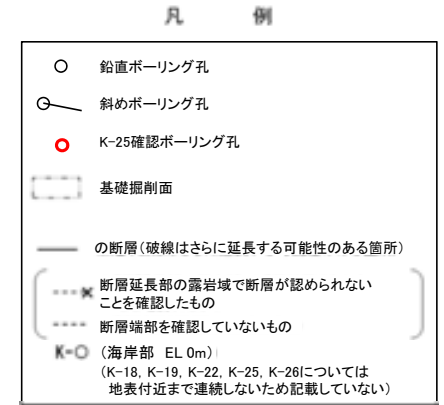 凡 例
鉛直ボーリング孔
斜めボーリング孔
K-25確認ボーリング孔
基礎掘削面
の断層(破線はさらに延長する可能性のある箇所)
断層延長部の露岩域で断層が認められない
ことを確認したもの
断層端部を確認していないもの
K-○ (海岸部 EL 0m)
(K-18, K-19, K-22, K-25, K-26については
地表付近まで連続しないため記載していない)